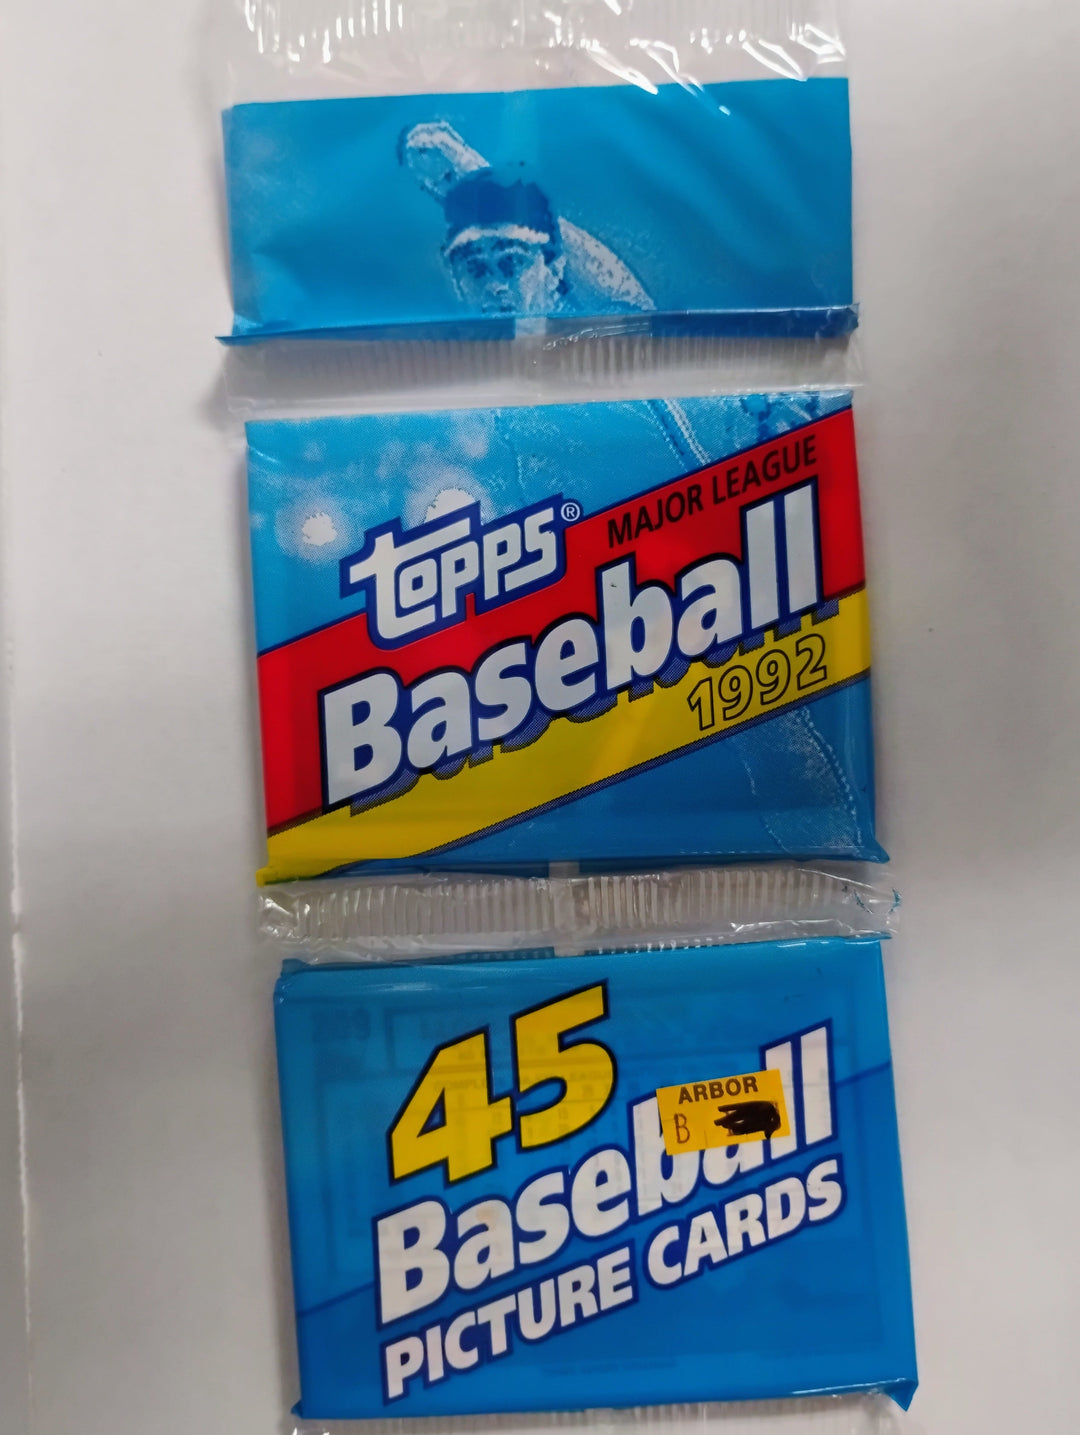 TOPPS®
MAJOR LEAGUE
Baseball
1992
45
ARBOR
B
Baseball
PICTURE CARDS